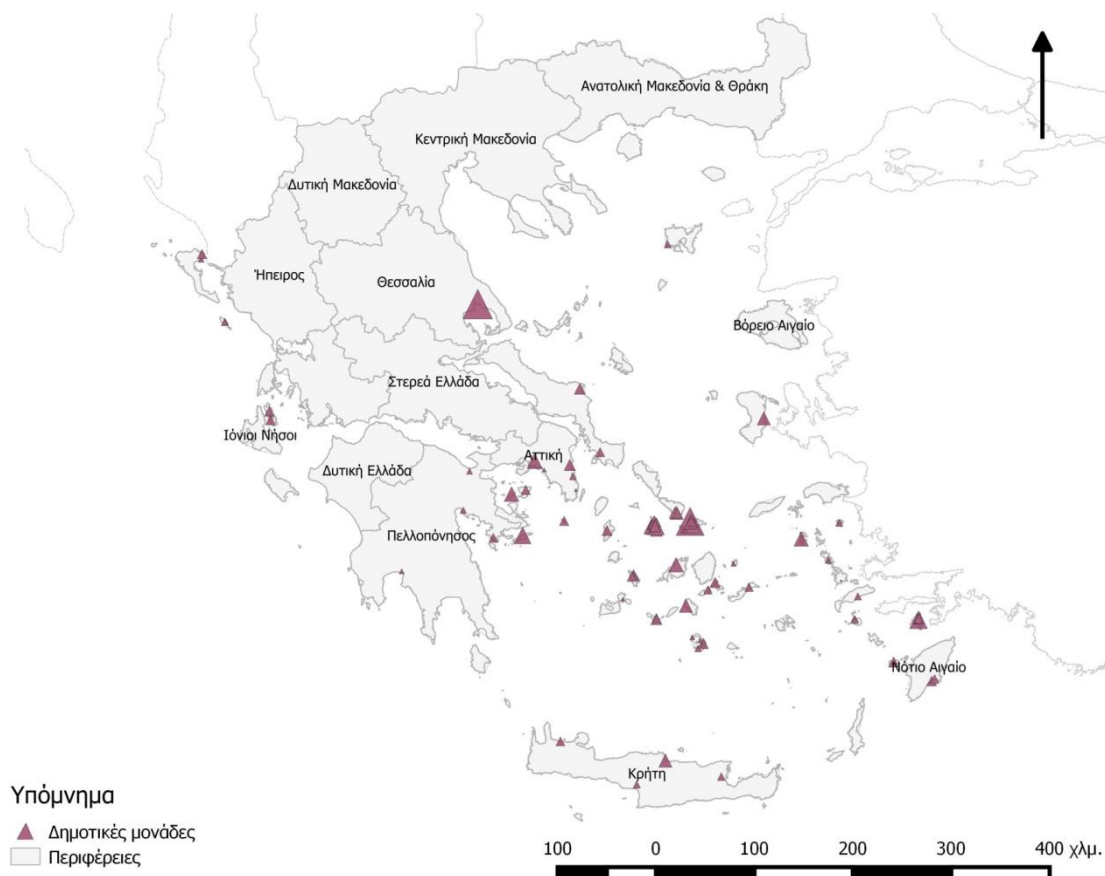 Ανατολική Μακεδονία & Θράκη
Κεντρική Μακεδονία
Δυτική Μακεδονία
Ήπειρος
Θεσσαλία
Βόρειο Αιγαίο
Στερεά Ελλάδα
Ιόνιοι Νήσοι
Αττική
Δυτική Ελλάδα
Πελλοπόνησος
Νότιο Αιγαίο
Κρήτη
Υπόμνημα
Δημοτικές μονάδες
Περιφέρειες
100 0 100 200 300 400 χλμ.